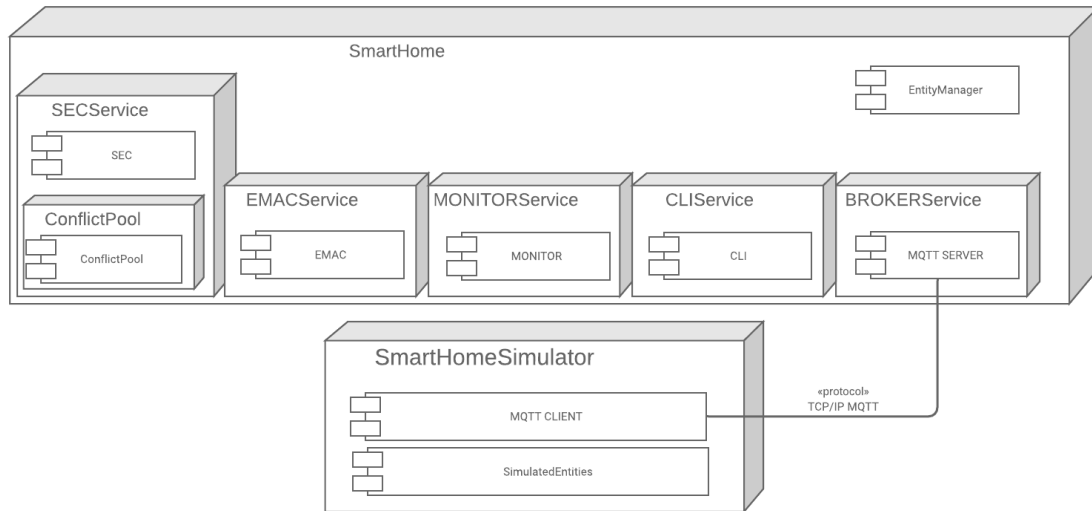 SmartHome
EntityManager
SECService
SEC
ConflictPool
ConflictPool
EMACService
EMAC
MONITORService
MONITOR
CLIService
CLI
BROKERService
MQTT SERVER
SmartHomeSimulator
MQTT CLIENT
SimulatedEntities
«protocol»
TCP/IP MQTT